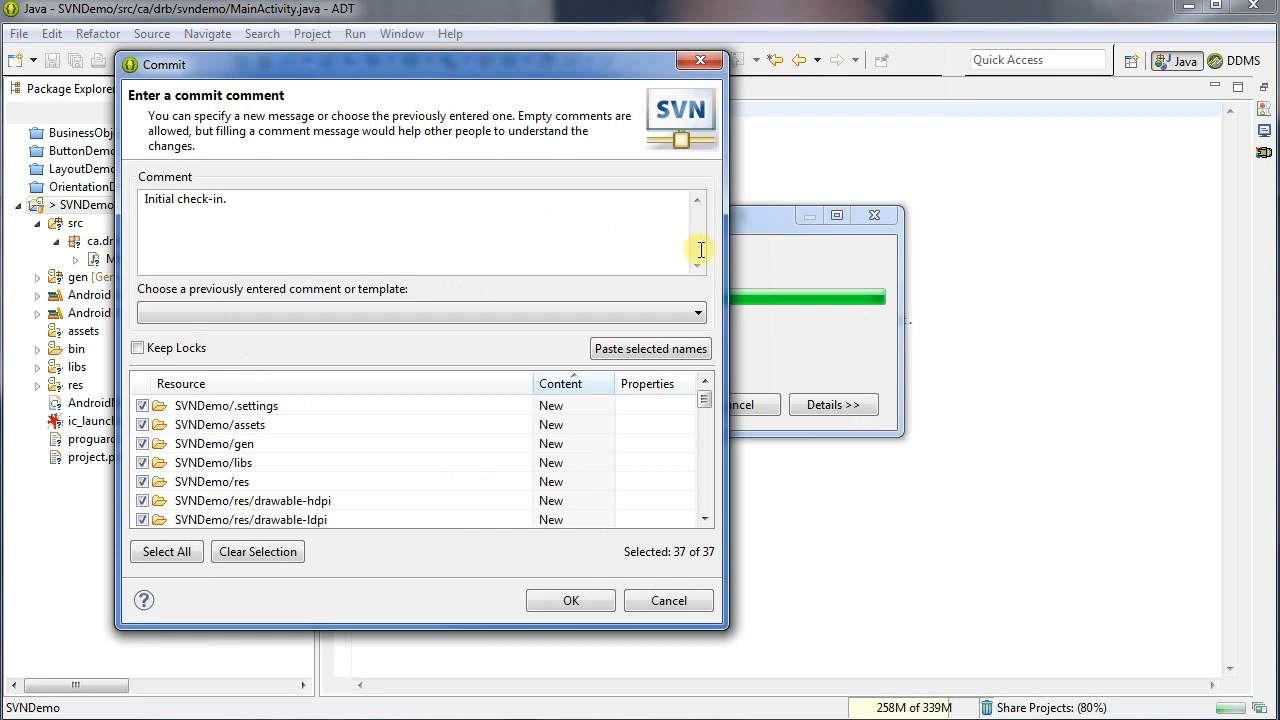 Java - SVNDemo/src/ca/drb/svndemo/MainActivity.java - ADT
File Edit Refactor Source Navigate Search Project Run Window Help
Quick Access
Java
DDMS
Package Explorer
BusinessObj
ButtonDemo
LayoutDemo
OrientationD
> SVNDemo
src
ca.dr
M
gen [Gen
Android
Android
assets
bin
libs
res
AndroidM
ic_launch
proguard
project.p
Commit
Enter a commit comment
You can specify a new message or choose the previously entered one. Empty comments are
allowed, but filling a comment message would help other people to understand the
changes.
SVN
Comment
Initial check-in.
Choose a previously entered comment or template:
Keep Locks
Paste selected names
Resource Content Properties
SVNDemo/.settings New
SVNDemo/assets New
SVNDemo/gen New
SVNDemo/libs New
SVNDemo/res New
SVNDemo/res/drawable-hdpi New
SVNDemo/res/drawable-ldpi New
Select All Clear Selection Selected: 37 of 37
OK Cancel
ncel Details >>
SVNDemo
258M of 339M
Share Projects: (80%)